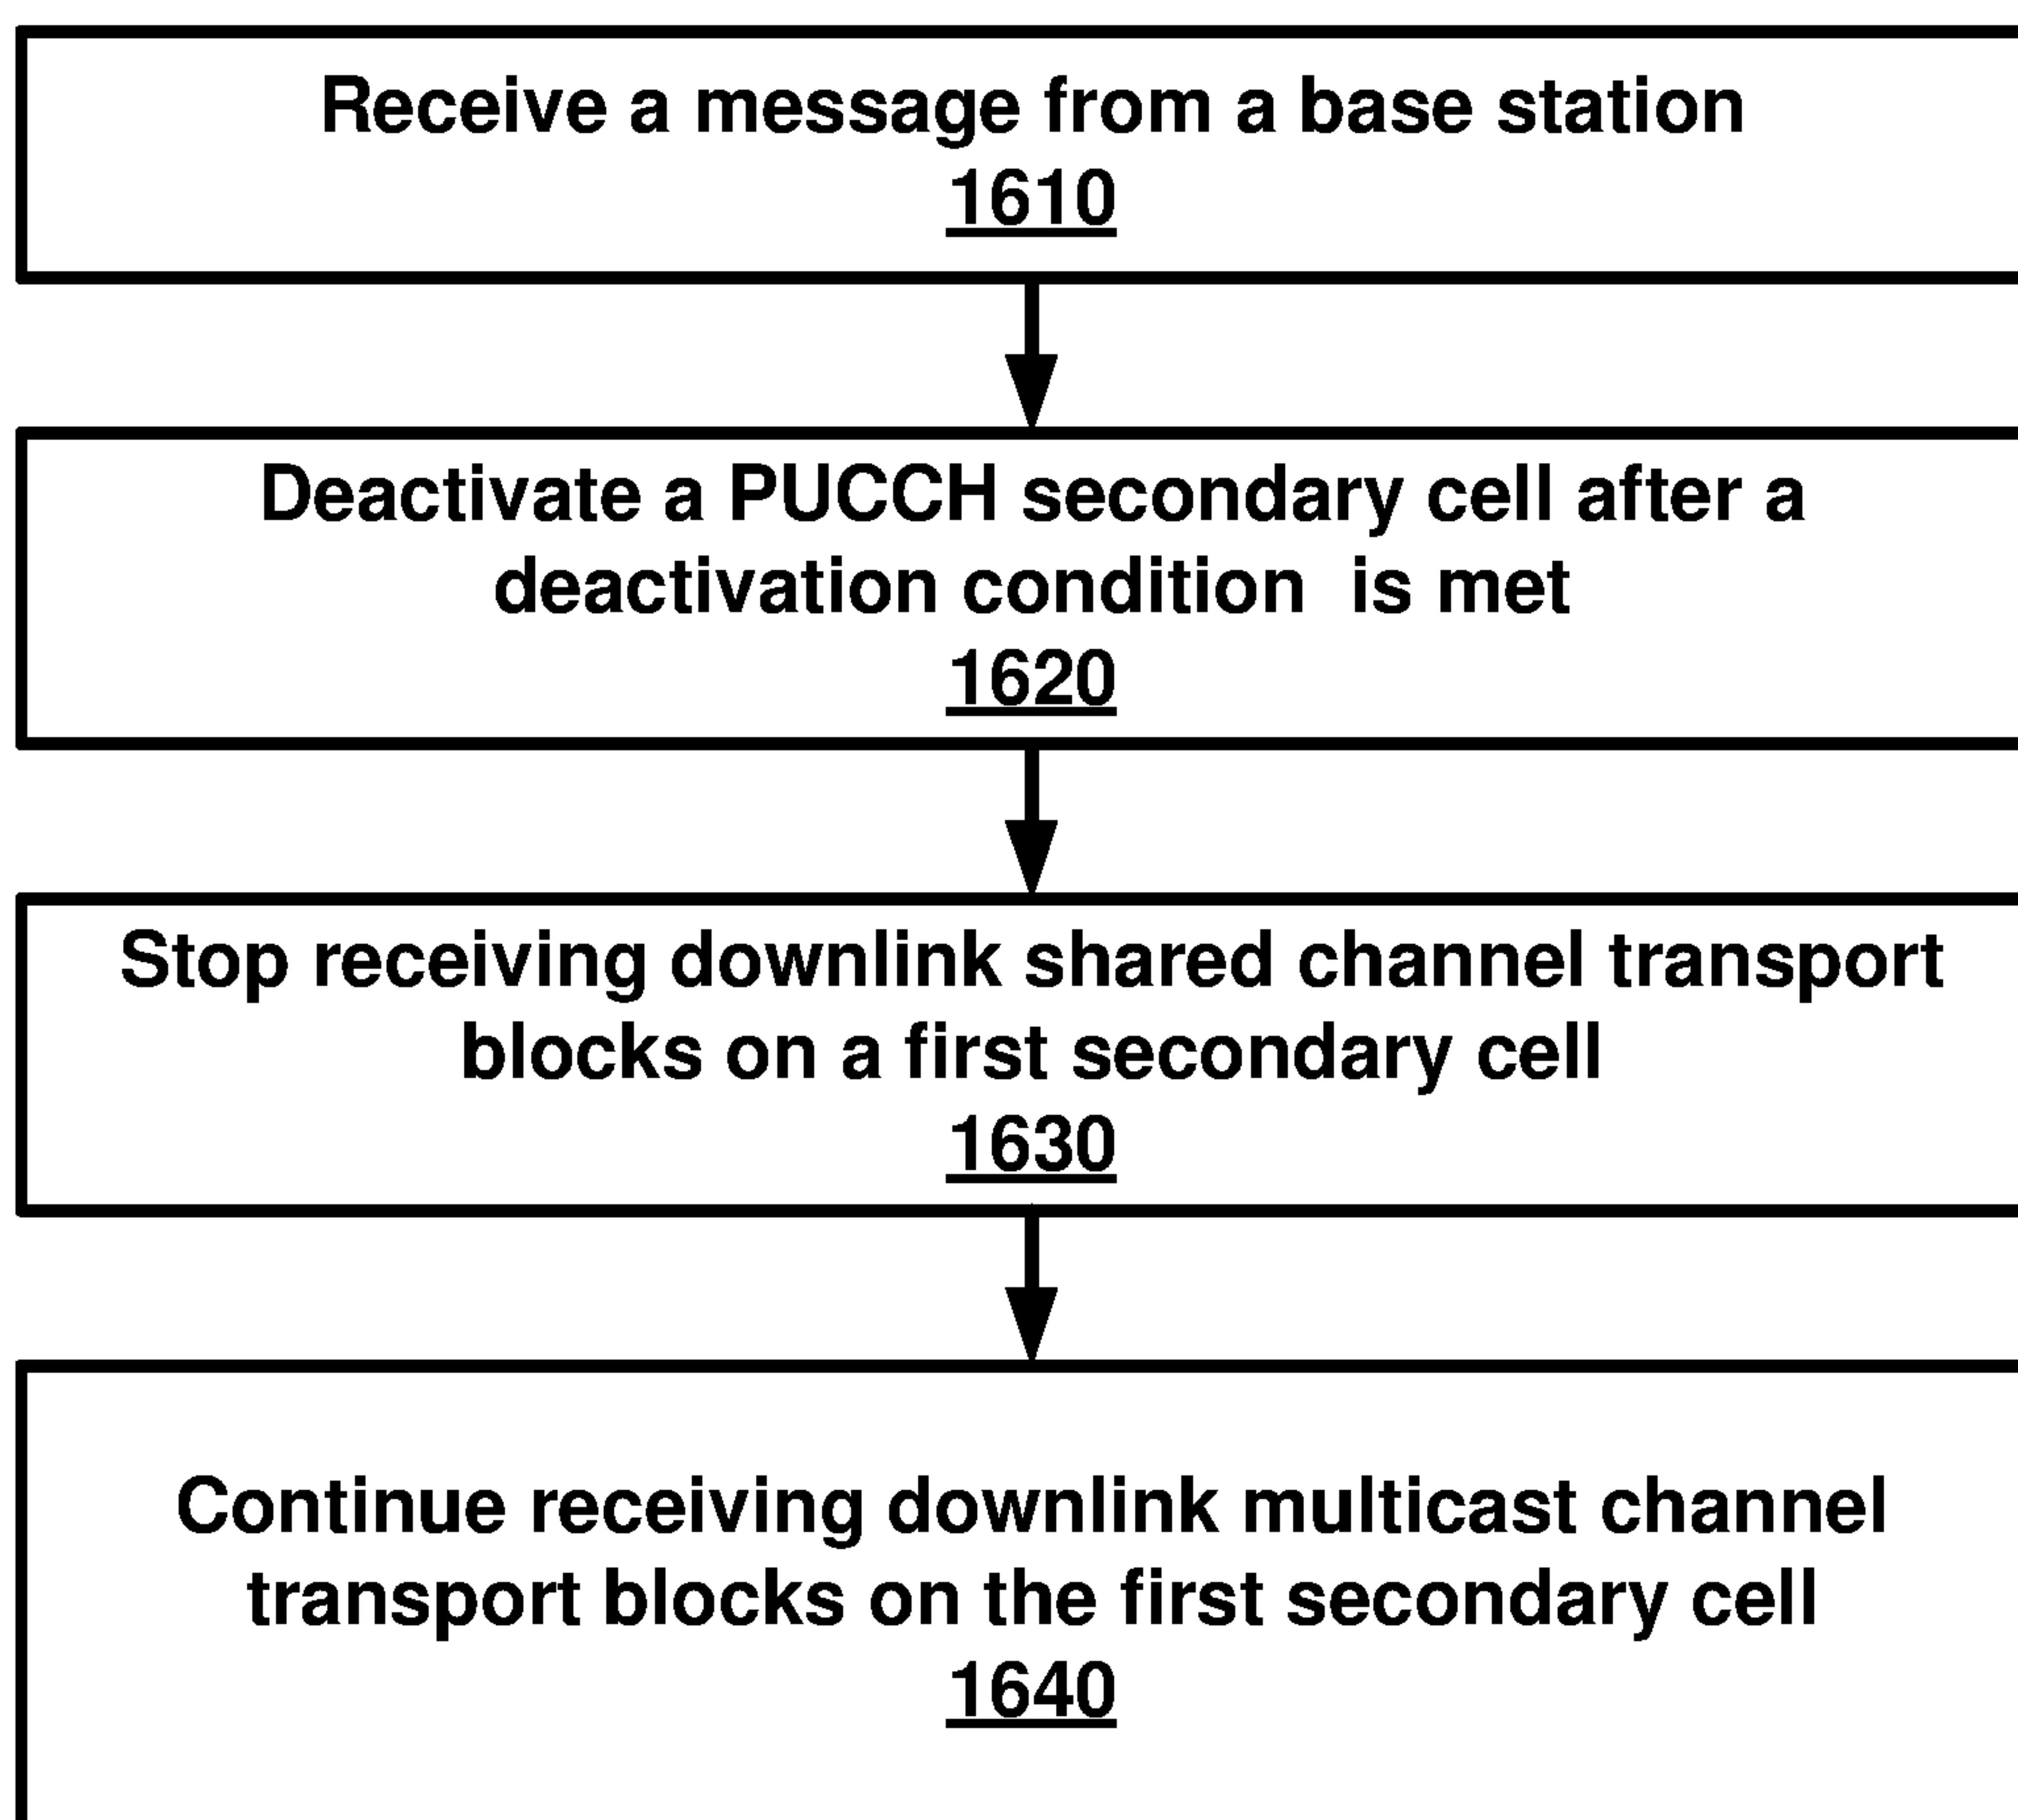 Receive a message from a base station
1610
Deactivate a PUCCH secondary cell after a
deactivation condition  is met
1620
Stop receiving downlink shared channel transport
blocks on a first secondary cell
1630
Continue receiving downlink multicast channel
transport blocks on the first secondary cell
1640